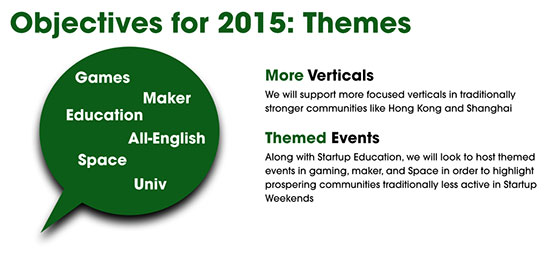 Objectives for 2015: Themes
Games
Maker
Education
All-English
Space
Univ
More Verticals
We will support more focused verticals in traditionally
stronger communities like Hong Kong and Shanghai
Themed Events
Along with Startup Education, we will look to host themed
events in gaming, maker, and Space in order to highlight
prospering communities traditionally less active in Startup
Weekends